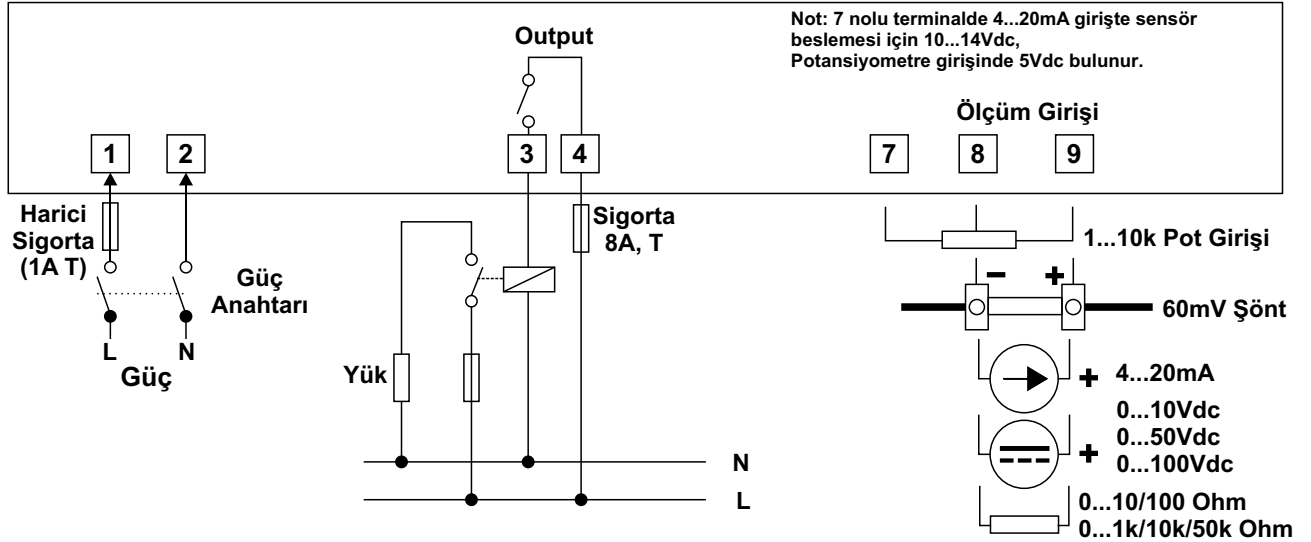 Not: 7 nolu terminalde 4...20mA girişte sensör
beslemesi için 10...14Vdc,
Potansiyometre girişinde 5Vdc bulunur.
Output
Ölçüm Girişi
1
2
3
4
7
8
9
Harici
Sigorta
(1A T)
Güç
Anahtarı
L
N
Güç
Sigorta
8A, T
Yük
N
L
1...10k Pot Girişi
- +
60mV Şönt
+ 4...20mA
0...10Vdc
+ 0...50Vdc
0...100Vdc
0...10/100 Ohm
0...1k/10k/50k Ohm